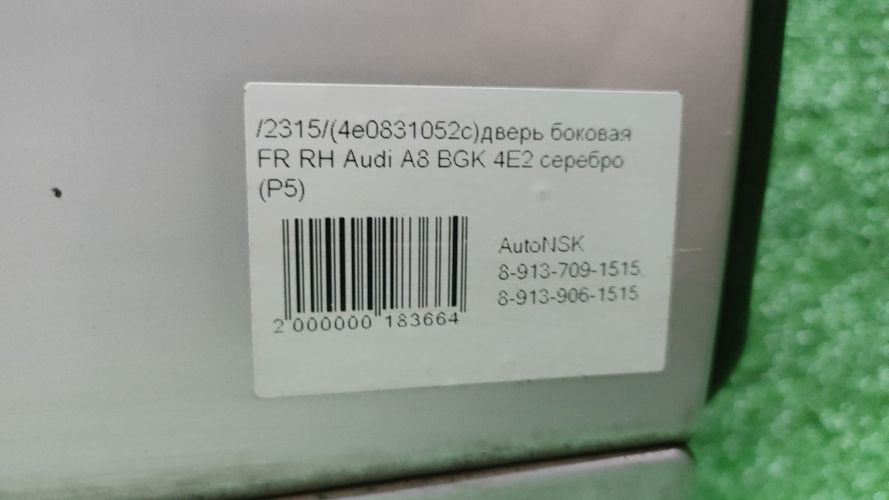 /2315/(4e0831052c)дверь боковая
FR RH Audi A8 BGK 4E2 серебро
(P5)
AutoNSK
8-913-709-1515,
8-913-906-1515
2 000000 183664